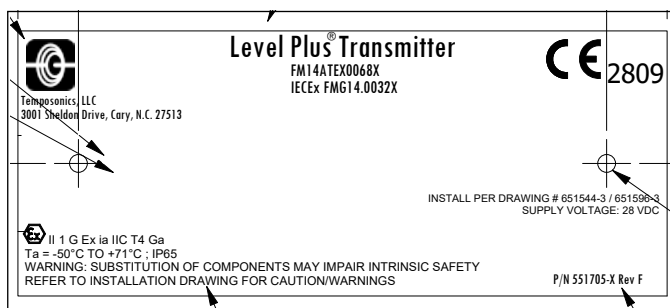 Level Plus® Transmitter
FM14ATEX0068X
IECEx FMG14.0032X
CE 2809
Temposonics, LLC
3001 Sheldon Drive, Cary, N.C. 27513
INSTALL PER DRAWING # 651544-3 / 651596-3
SUPPLY VOLTAGE: 28 VDC
Ex II 1 G Ex ia IIC T4 Ga
Ta = -50°C TO +71°C ; IP65
WARNING: SUBSTITUTION OF COMPONENTS MAY IMPAIR INTRINSIC SAFETY
REFER TO INSTALLATION DRAWING FOR CAUTION/WARNINGS
P/N 551705-X Rev F